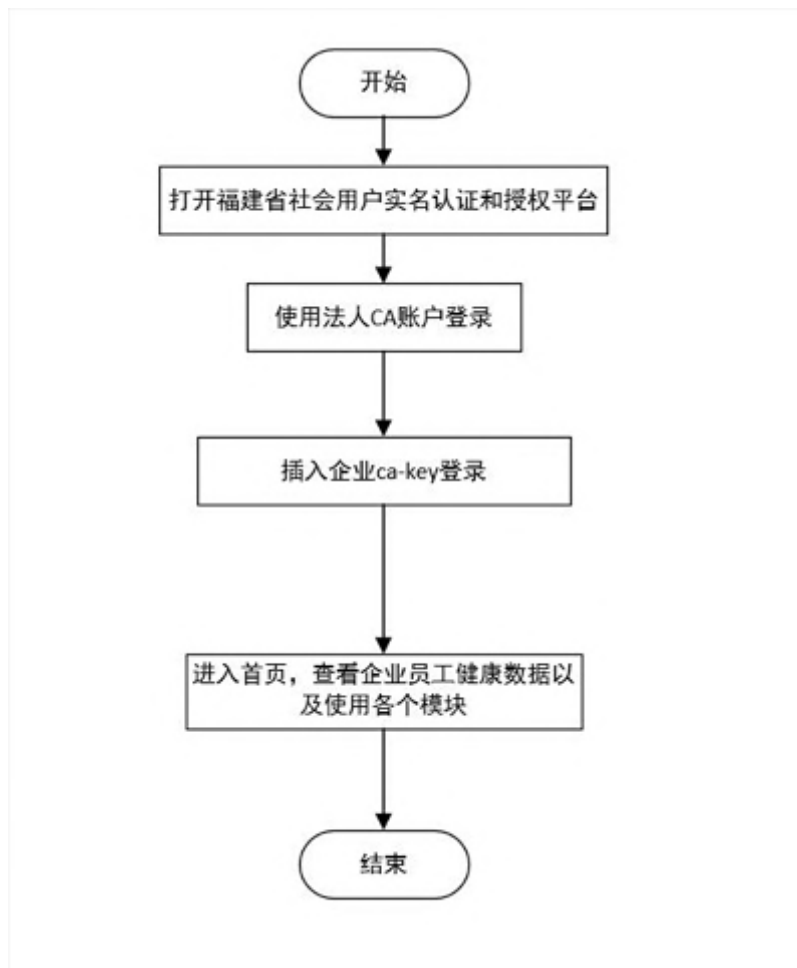 开始
打开福建省社会用户实名认证和授权平台
使用法人CA账户登录
插入企业ca-key登录
进入首页，查看企业员工健康数据以
及使用各个模块
结束